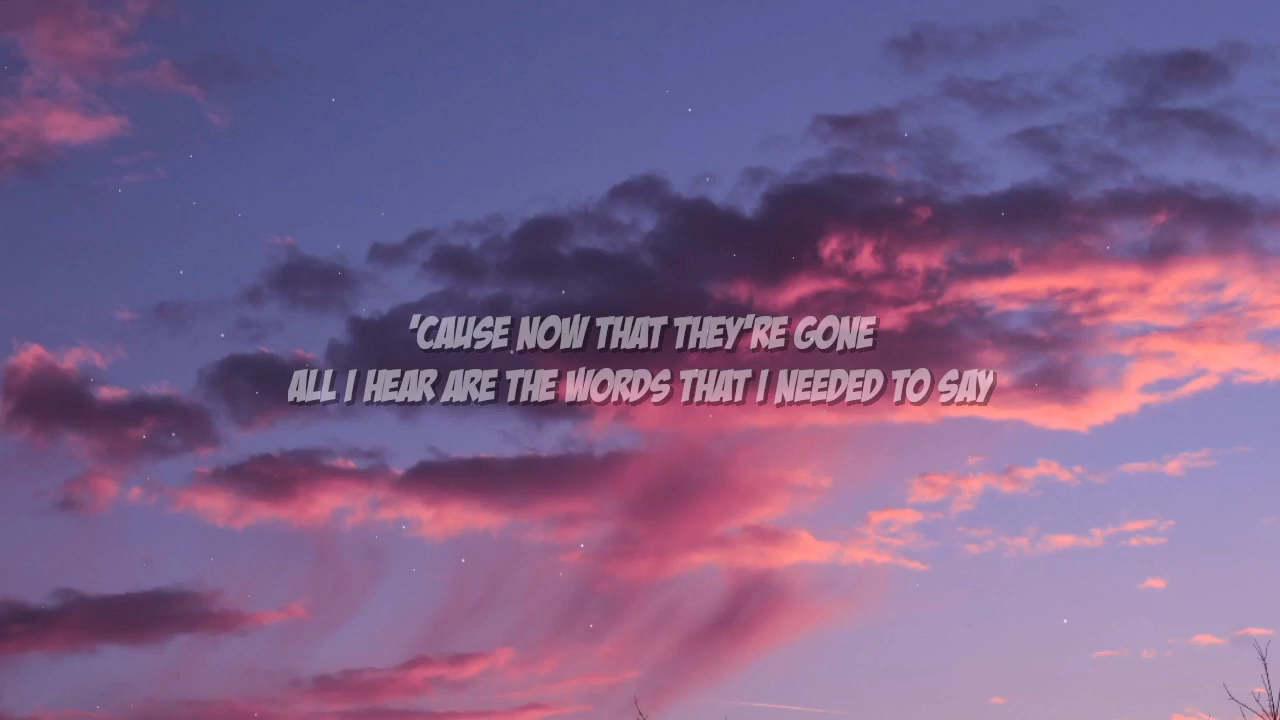 'CAUSE NOW THAT THEY'RE GONE
ALL I HEAR ARE THE WORDS THAT I NEEDED TO SAY